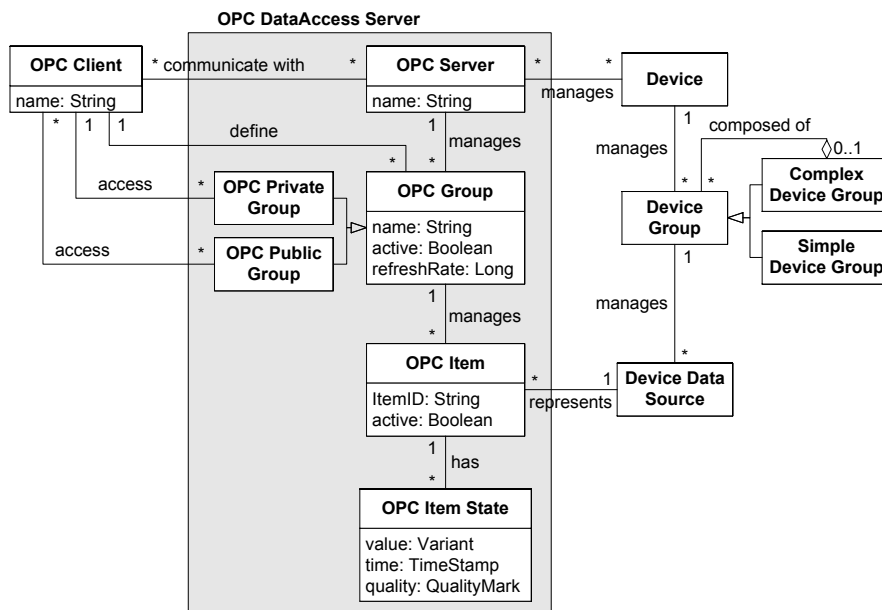 OPC DataAccess Server
OPC Client
name: String
* communicate with *
OPC Server
name: String
* *
manages
Device
* 1 1
define
1
manages
* *
1
manages
* *
composed of
0..1
access *
OPC Private
Group
access *
OPC Public
Group
OPC Group
name: String
active: Boolean
refreshRate: Long
Device
Group
Complex
Device Group
Simple
Device Group
1
manages
*
1
manages
*
OPC Item
ItemID: String
active: Boolean
* 1
represents
Device Data
Source
1
has
*
OPC Item State
value: Variant
time: TimeStamp
quality: QualityMark